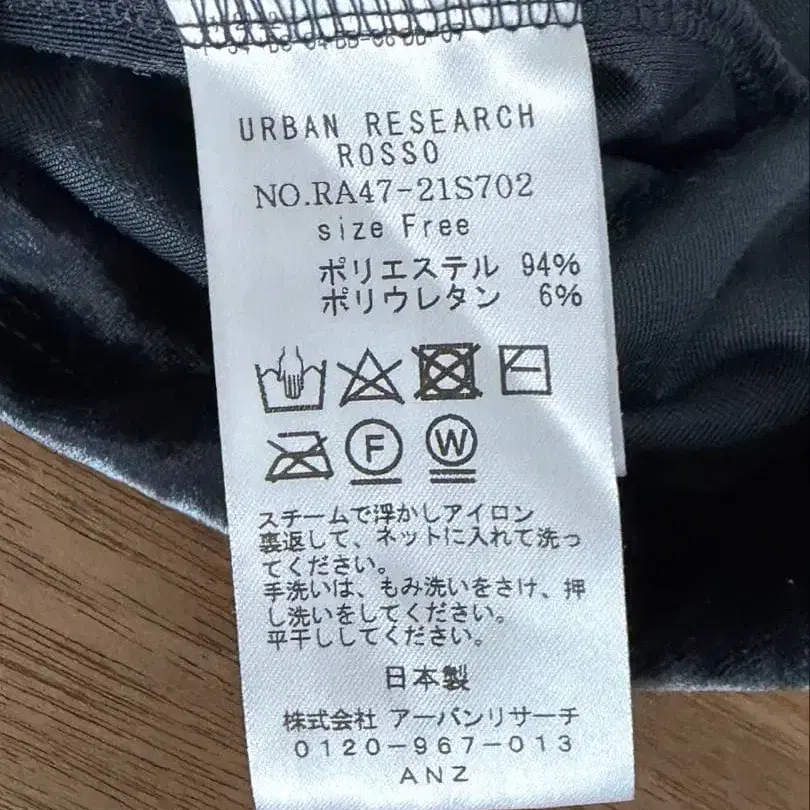 URBAN RESEARCH
ROSSO
NO.RA47-21S702
size Free
ポリエステル 94%
ポリウレタン 6%
F W
スチームで浮かしアイロン
裏返して、ネットに入れて洗っ
てください。
手洗いは、もみ洗いをさけ、押
し洗いをしてください。
平干ししてください。
日本製
株式会社 アーバンリサーチ
0120-967-013
ANZ